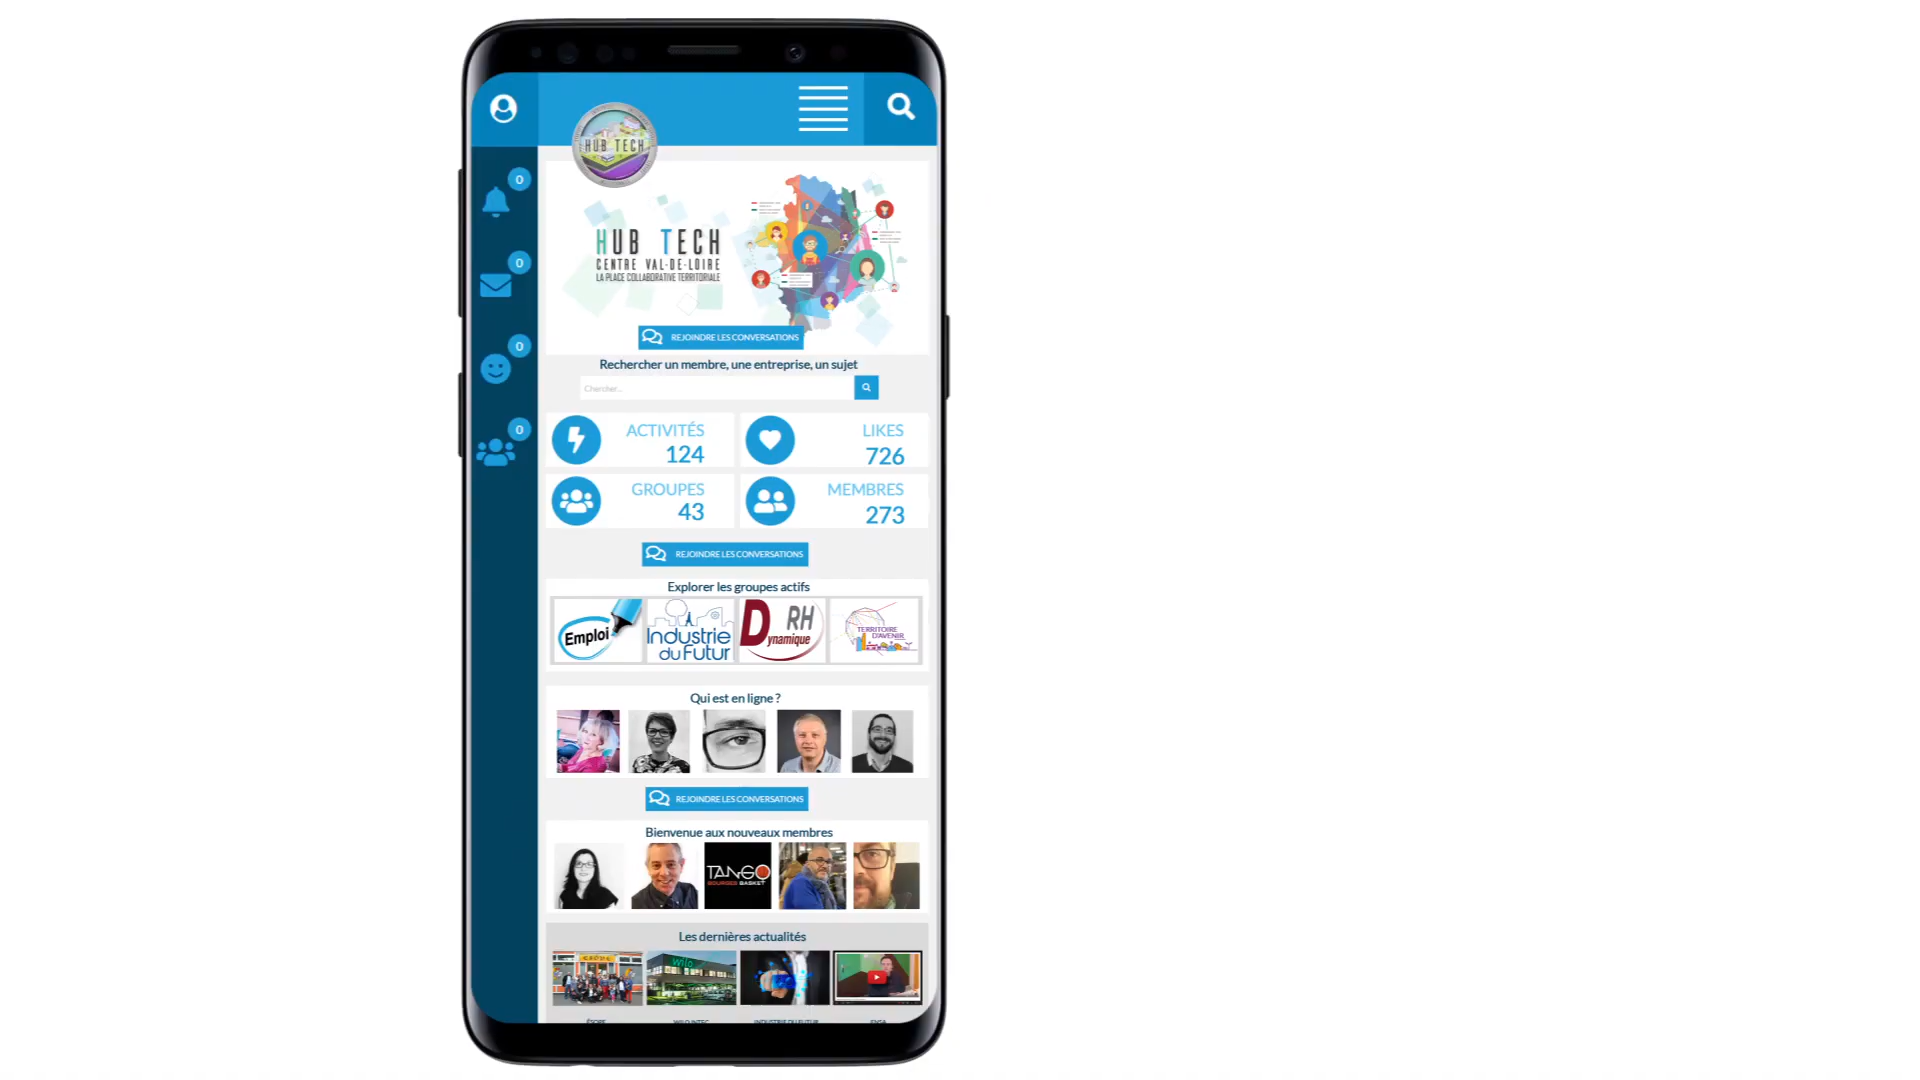 HUB TECH
0
0
0
0
HUB TECH
CENTRE VAL-DE-LOIRE
LA PLACE COLLABORATIVE TERRITORIALE
REJOINDRE LES CONVERSATIONS
Rechercher un membre, une entreprise, un sujet
Chercher...
ACTIVITÉS
124
LIKES
726
GROUPES
43
MEMBRES
273
REJOINDRE LES CONVERSATIONS
Explorer les groupes actifs
Emploi
Industrie
du Futur
D RH
ynamique
TERRITOIRE
D'AVENIR
Qui est en ligne ?
REJOINDRE LES CONVERSATIONS
Bienvenue aux nouveaux membres
TANGO
BOURGES BASKET
Les dernières actualités
wilo